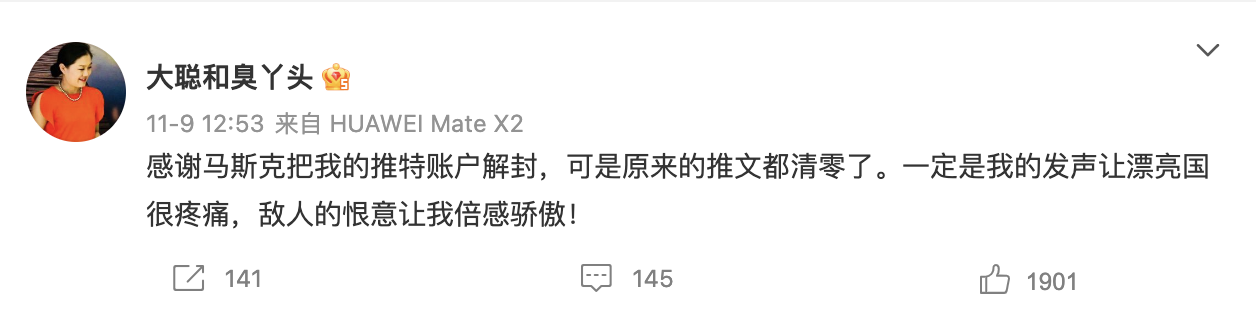 大聪和臭丫头
11-9 12:53 来自 HUAWEI Mate X2
感谢马斯克把我的推特账户解封，可是原来的推文都清零了。一定是我的发声让漂亮国
很疼痛，敌人的恨意让我倍感骄傲！
141 145 1901